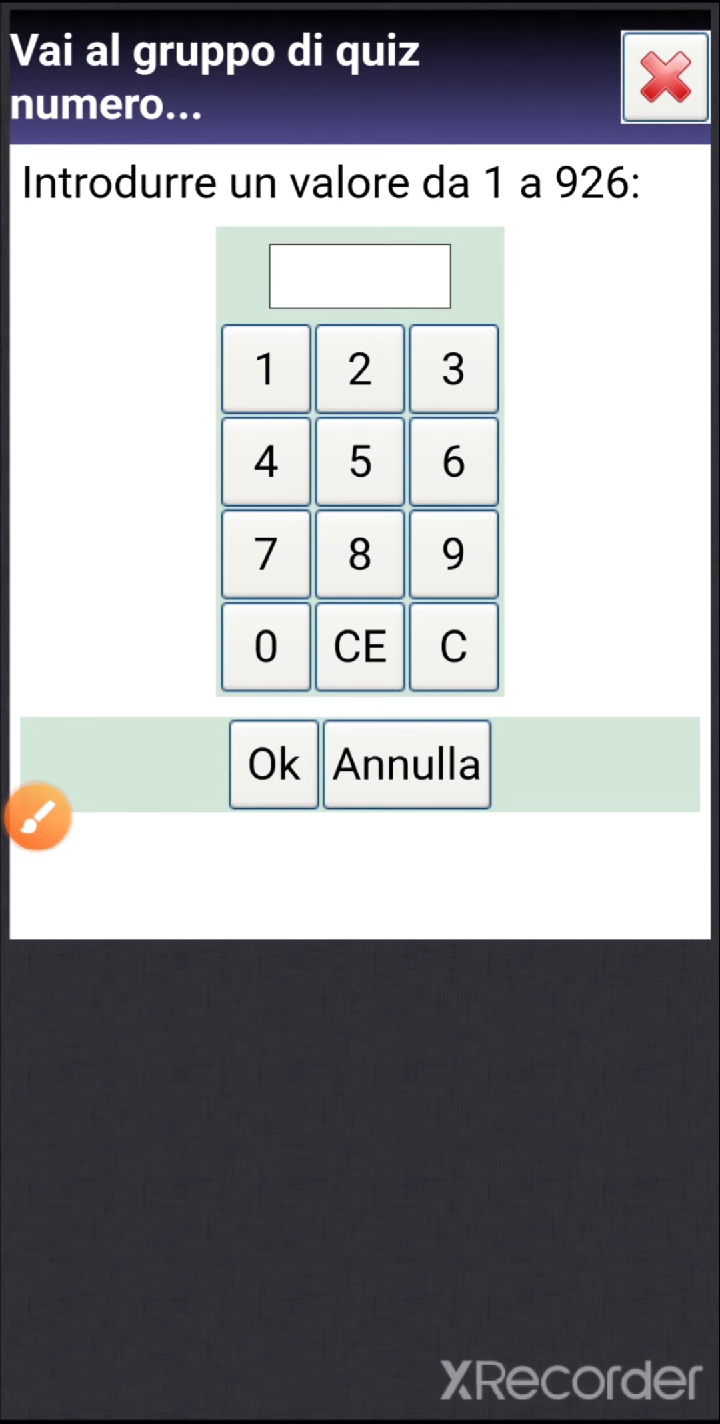 Vai al gruppo di quiz
numero...
Introdurre un valore da 1 a 926:
1 2 3
4 5 6
7 8 9
0 CE C
Ok Annulla
XRecorder